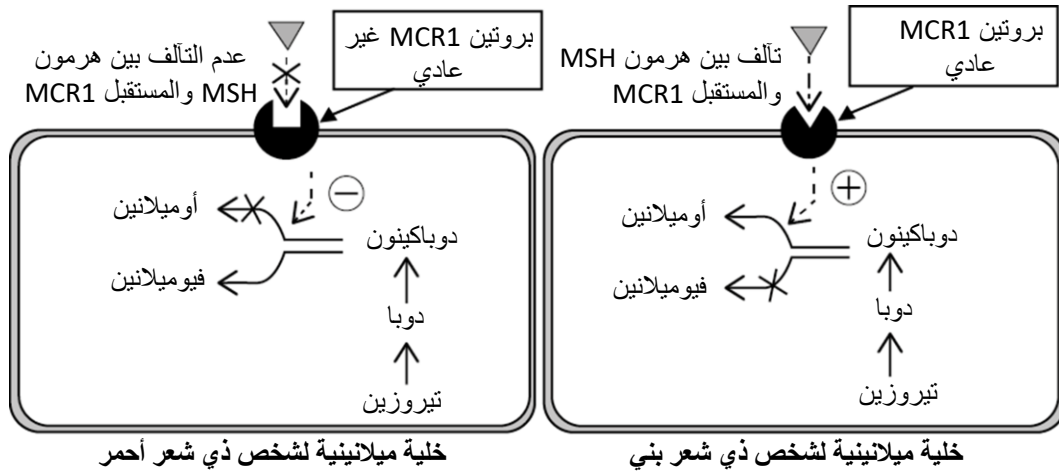 بروتين MCR1
عادي
تآلف بين هرمون MSH
والمستقبل MCR1
أوميلانين
فيوميلانين
دوباكينون
دوبا
تيروزين
خلية ميلانينية لشخص ذي شعر بني
بروتين MCR1 غير
عادي
عدم التآلف بين هرمون
MSH والمستقبل MCR1
أوميلانين
فيوميلانين
دوباكينون
دوبا
تيروزين
خلية ميلانينية لشخص ذي شعر أحمر